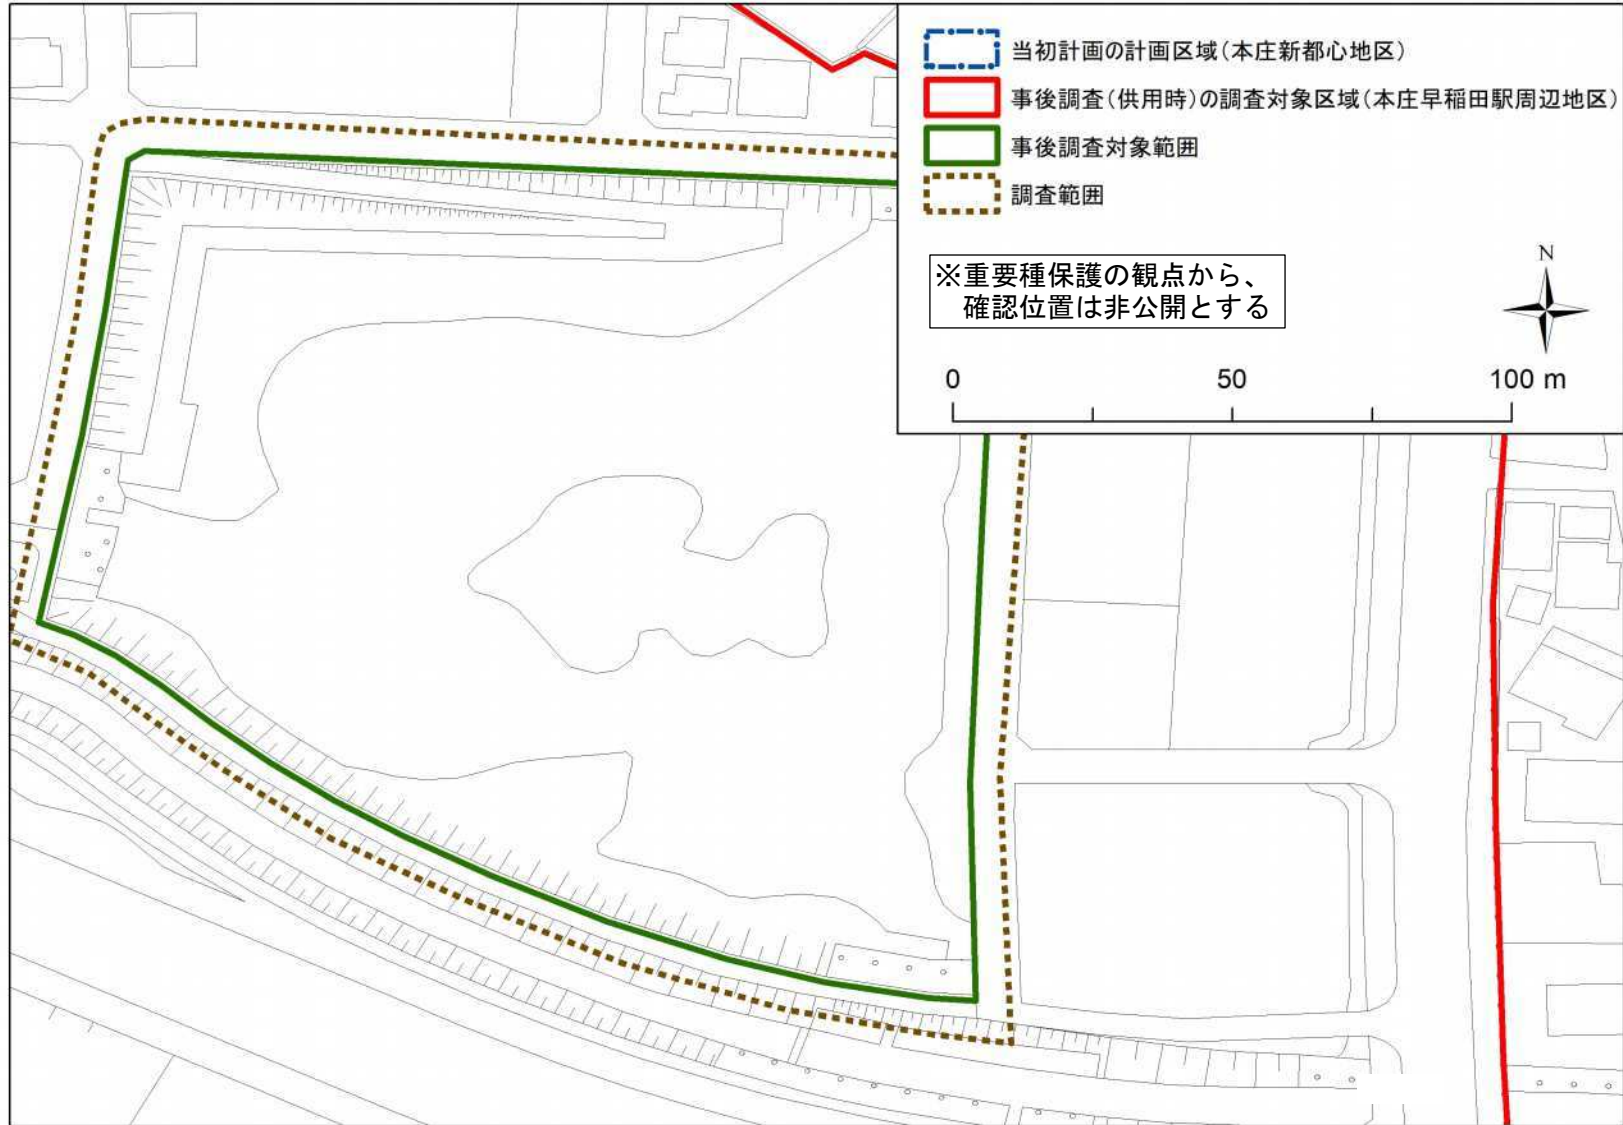 当初計画の計画区域（本庄新都心地区）
事後調査（供用時）の調査対象区域（本庄早稲田駅周辺地区）
事後調査対象範囲
調査範囲
※重要種保護の観点から、
確認位置は非公開とする
N
0 50 100 m